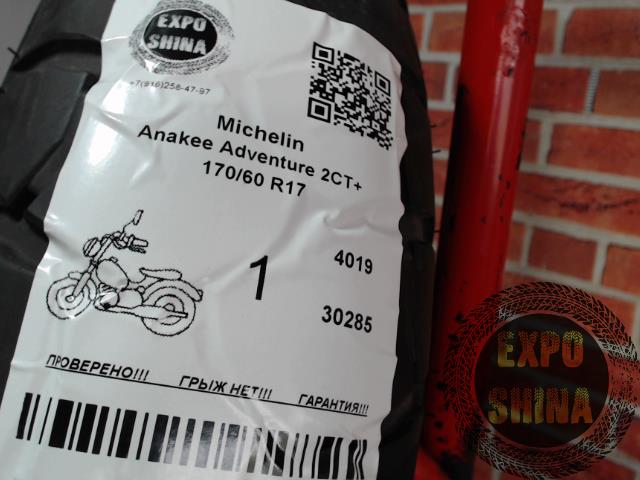 EXPO
SHINA
+7(916)258-47-97
Michelin
Anakee Adventure 2CT+
170/60 R17
1
4019
30285
ПРОВЕРЕНО!!! ГРЫЖ НЕТ!!! ГАРАНТИЯ!!!
EXPO
SHINA